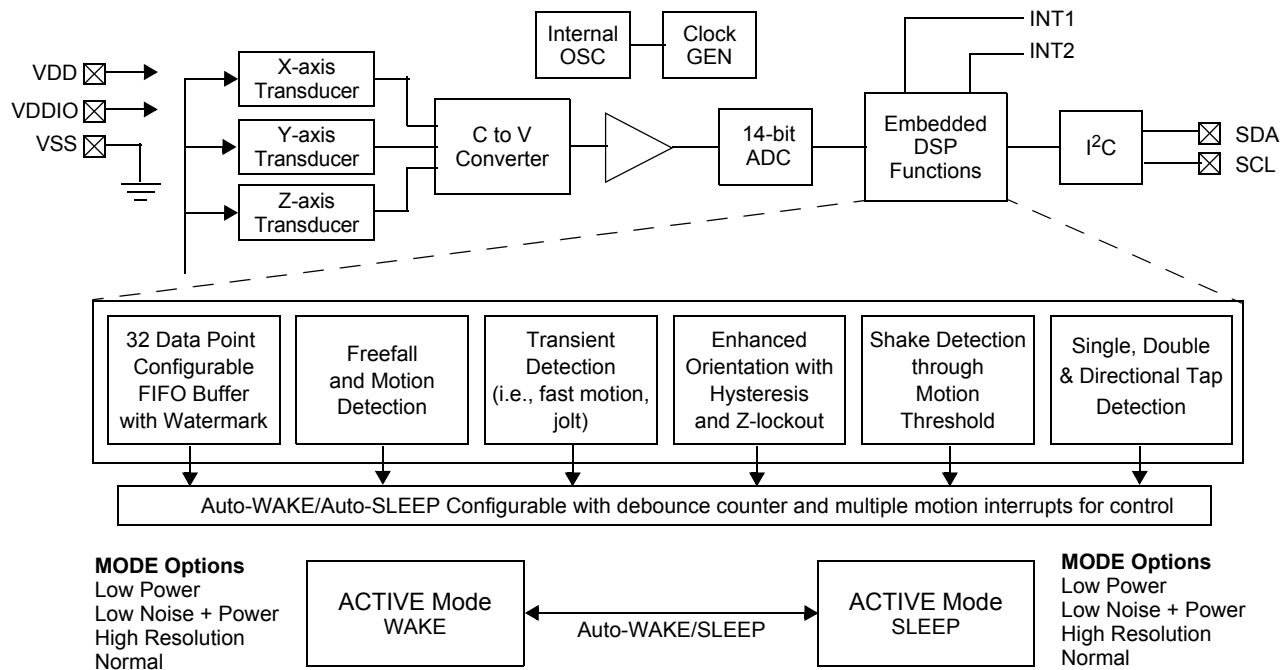 INT1
INT2
Internal
OSC
Clock
GEN
VDD
VDDIO
VSS
X-axis
Transducer
Y-axis
Transducer
Z-axis
Transducer
C to V
Converter
14-bit
ADC
Embedded
DSP
Functions
I²C
SDA
SCL
32 Data Point
Configurable
FIFO Buffer
with Watermark
Freefall
and Motion
Detection
Transient
Detection
(i.e., fast motion,
jolt)
Enhanced
Orientation with
Hysteresis
and Z-lockout
Shake Detection
through
Motion
Threshold
Single, Double
& Directional Tap
Detection
Auto-WAKE/Auto-SLEEP Configurable with debounce counter and multiple motion interrupts for control
MODE Options
Low Power
Low Noise + Power
High Resolution
Normal
ACTIVE Mode
WAKE
Auto-WAKE/SLEEP
ACTIVE Mode
SLEEP
MODE Options
Low Power
Low Noise + Power
High Resolution
Normal